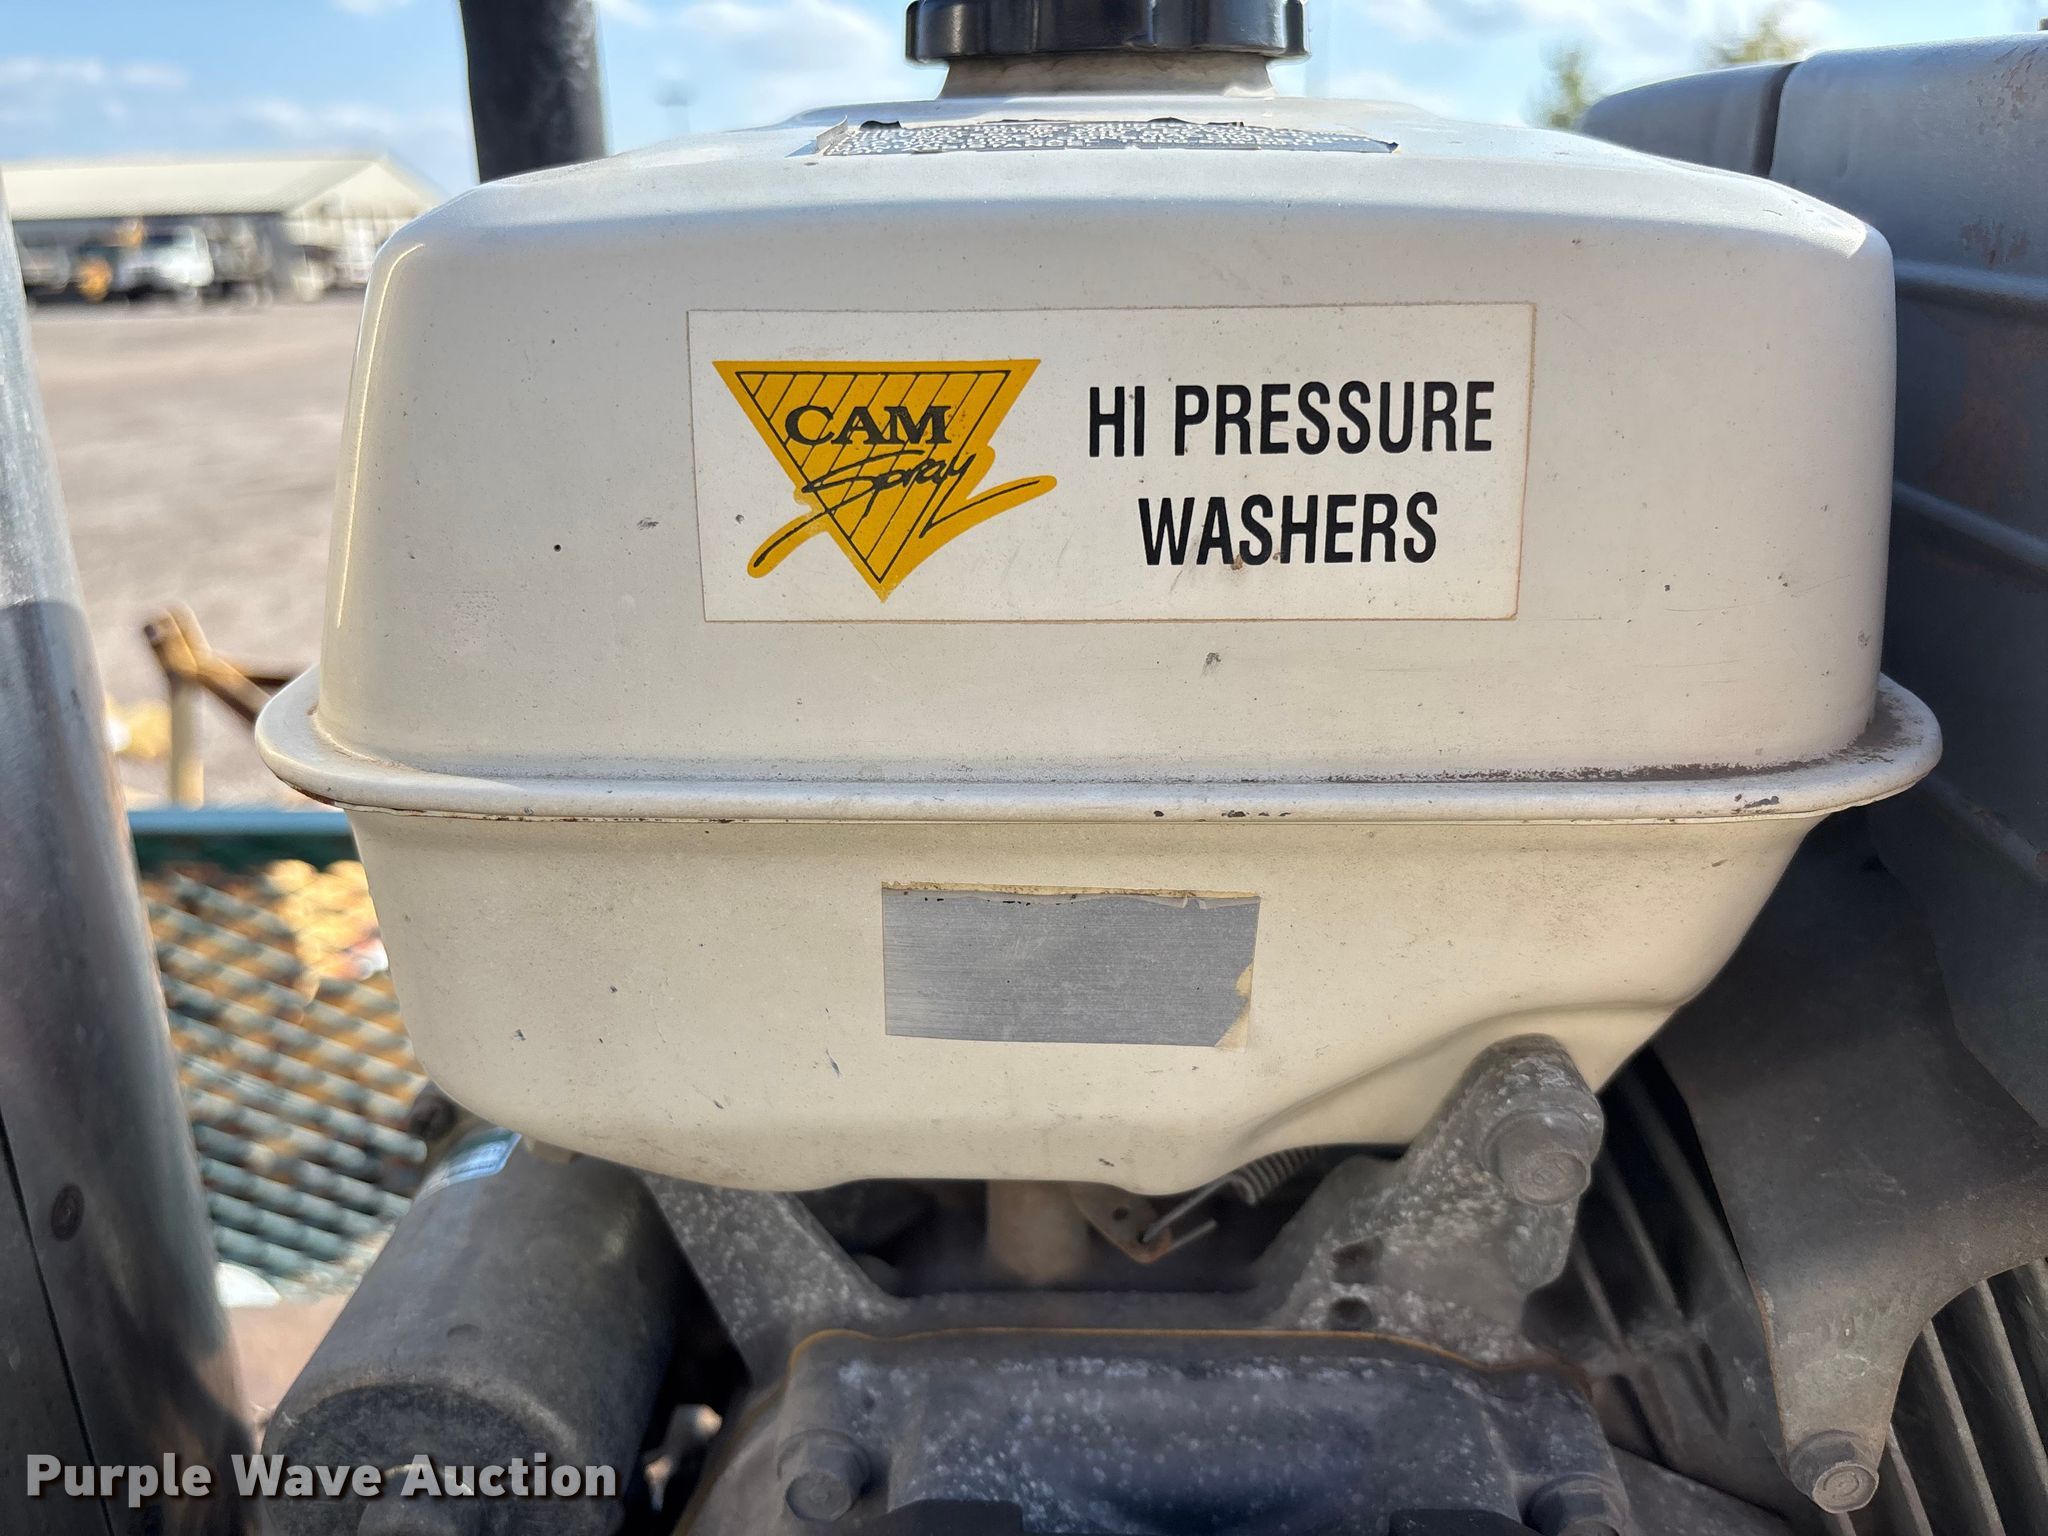 CAM
Spray
HI PRESSURE
WASHERS
Purple Wave Auction